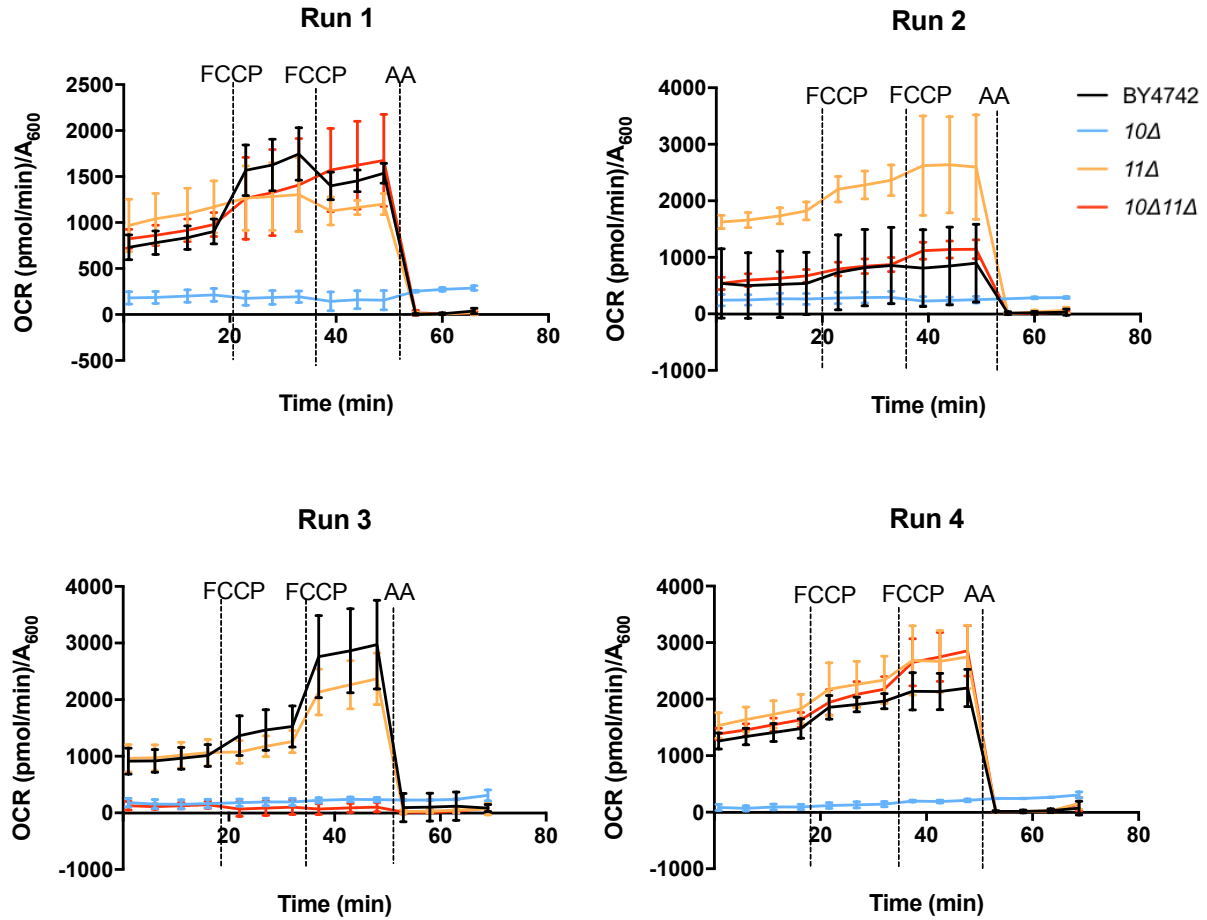 Run 1
FCCP FCCP AA
OCR (pmol/min)/A600
2500
2000
1500
1000
500
0
-500
20 40 60 80
Time (min)
Run 2
FCCP FCCP AA
OCR (pmol/min)/A600
4000
3000
2000
1000
0
-1000
20 40 60 80
Time (min)
BY4742
10Δ
11Δ
10Δ11Δ
Run 3
FCCP FCCP AA
OCR (pmol/min)/A600
4000
3000
2000
1000
0
-1000
20 40 60 80
Time (min)
Run 4
FCCP FCCP AA
OCR (pmol/min)/A600
4000
3000
2000
1000
0
-1000
20 40 60 80
Time (min)